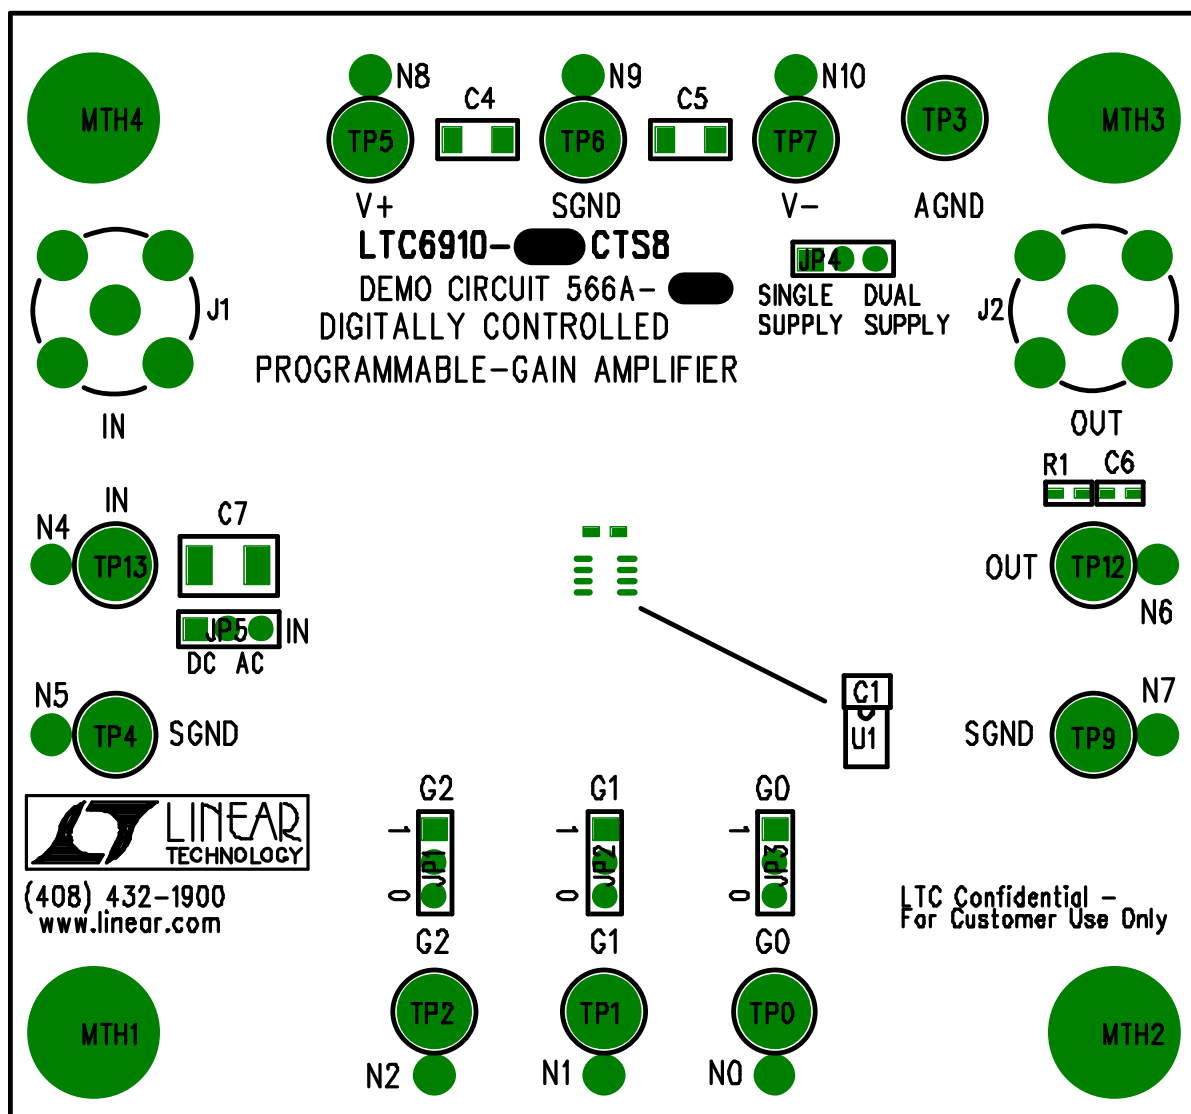 N8
N9
N10
C4
C5
MTH4
TP5
TP6
TP7
TP3
MTH3
V+
SGND
V-
AGND
LTC6910- CTS8
JP4
DEMO CIRCUIT 566A-
SINGLE SUPPLY
DUAL SUPPLY
J1
J2
DIGITALLY CONTROLLED
PROGRAMMABLE-GAIN AMPLIFIER
IN
OUT
R1
C6
IN
C7
N4
TP13
OUT
TP12
N6
JP5
IN
DC AC
N5
TP4
SGND
C1
U1
N7
SGND
TP9
G2
G1
G0
LINEAR
TECHNOLOGY
1
JP1
0
1
JP2
0
1
JP3
0
(408) 432-1900
www.linear.com
LTC Confidential -
For Customer Use Only
G2
G1
G0
MTH1
TP2
TP1
TP0
MTH2
N2
N1
N0